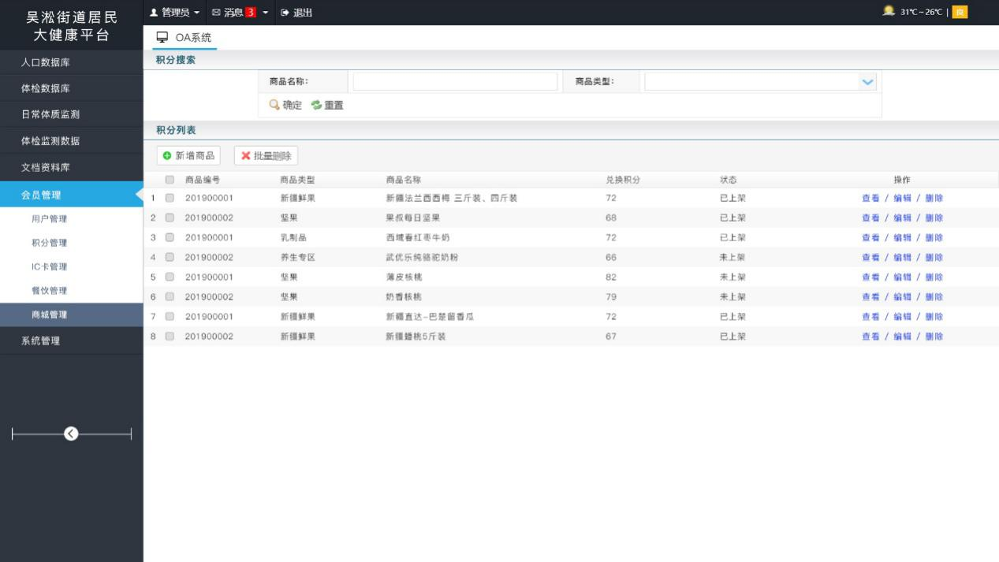 吴淞街道居民
大健康平台
管理员 消息 3 退出
31℃~26℃ | 良
OA系统
人口数据库
体检数据库
日常体质监测
体检监测数据
文档资料库
会员管理
用户管理
积分管理
IC卡管理
餐饮管理
商城管理
系统管理
积分搜索
商品名称: 商品类型:
确定 重置
积分列表
新增商品 批量删除
商品编号 商品类型 商品名称 兑换积分 状态 操作
1 201900001 新疆鲜果 新疆法兰西西梅 三斤装、四斤装 72 已上架 查看 / 编辑 / 删除
2 201900002 坚果 果叔每日坚果 68 已上架 查看 / 编辑 / 删除
3 201900001 乳制品 西域春红枣牛奶 72 已上架 查看 / 编辑 / 删除
4 201900002 养生专区 武优乐纯骆驼奶粉 66 未上架 查看 / 编辑 / 删除
5 201900001 坚果 薄皮核桃 82 未上架 查看 / 编辑 / 删除
6 201900002 坚果 奶香核桃 79 未上架 查看 / 编辑 / 删除
7 201900001 新疆鲜果 新疆直达-巴楚留香瓜 72 已上架 查看 / 编辑 / 删除
8 201900002 新疆鲜果 新疆蟠桃5斤装 67 已上架 查看 / 编辑 / 删除